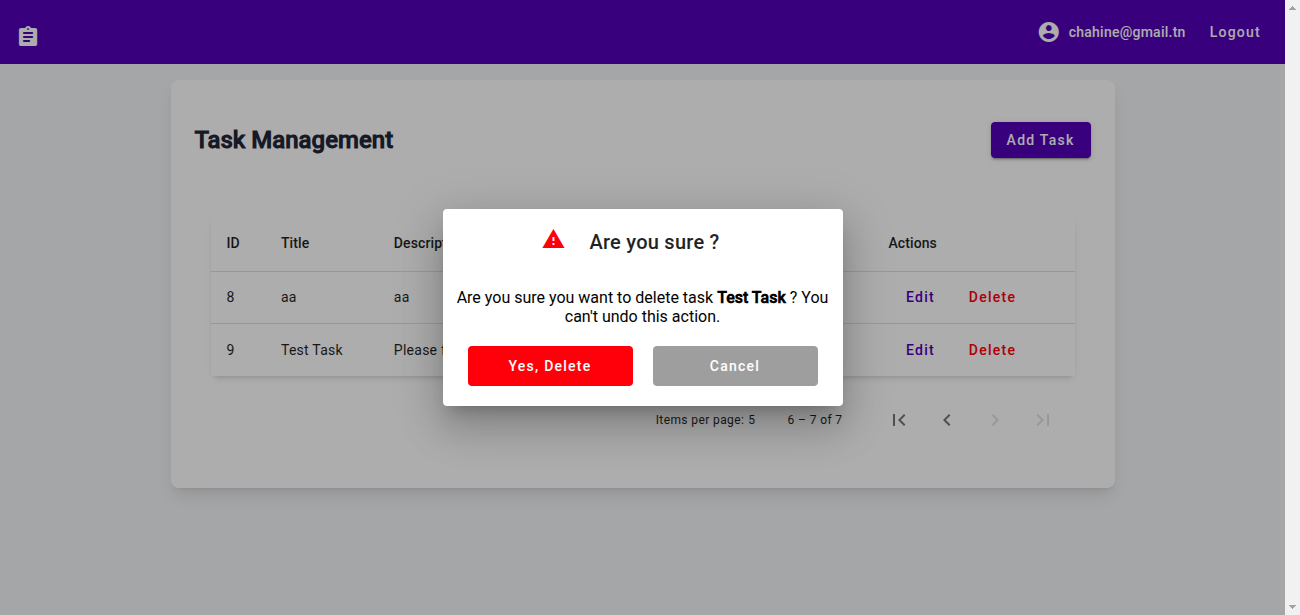 chahine@gmail.tn Logout
Task Management Add Task
Are you sure ?
ID Title Actions
Are you sure you want to delete task Test Task ? You
can't undo this action.
8 aa aa Edit Delete
9 Test Task Please Edit Delete
Yes, Delete Cancel
Items per page: 5 6 – 7 of 7